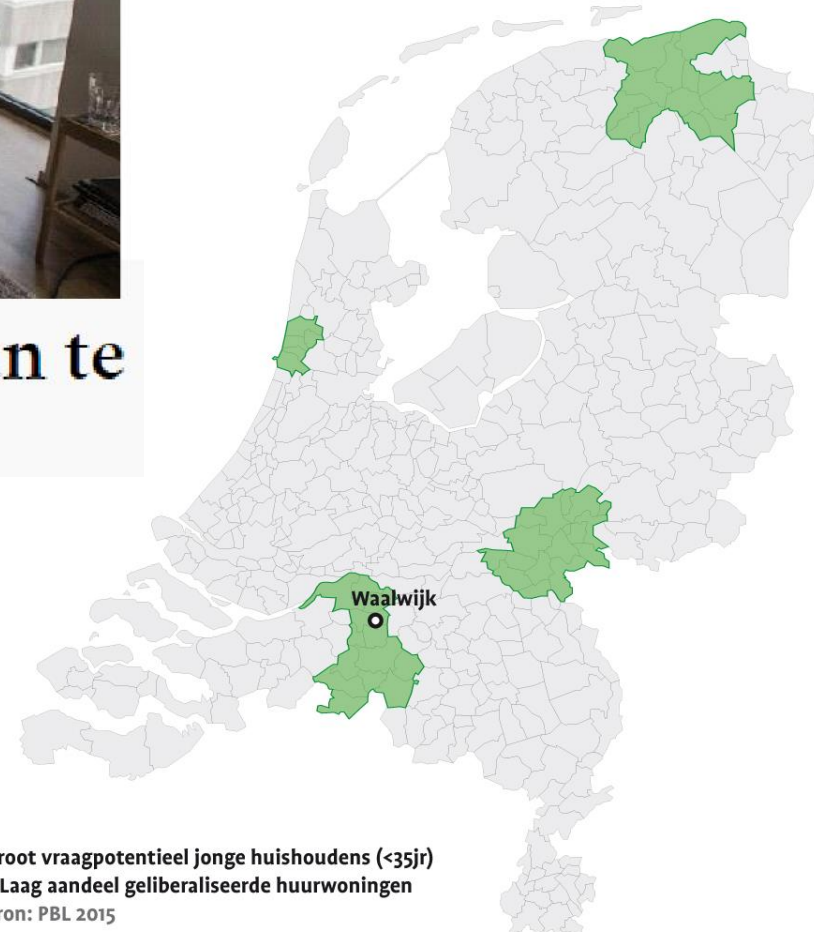 n te
Waalwijk
root vraagpotentieel jonge huishoudens (<35jr)
Laag aandeel geliberaliseerde huurwoningen
ron: PBL 2015